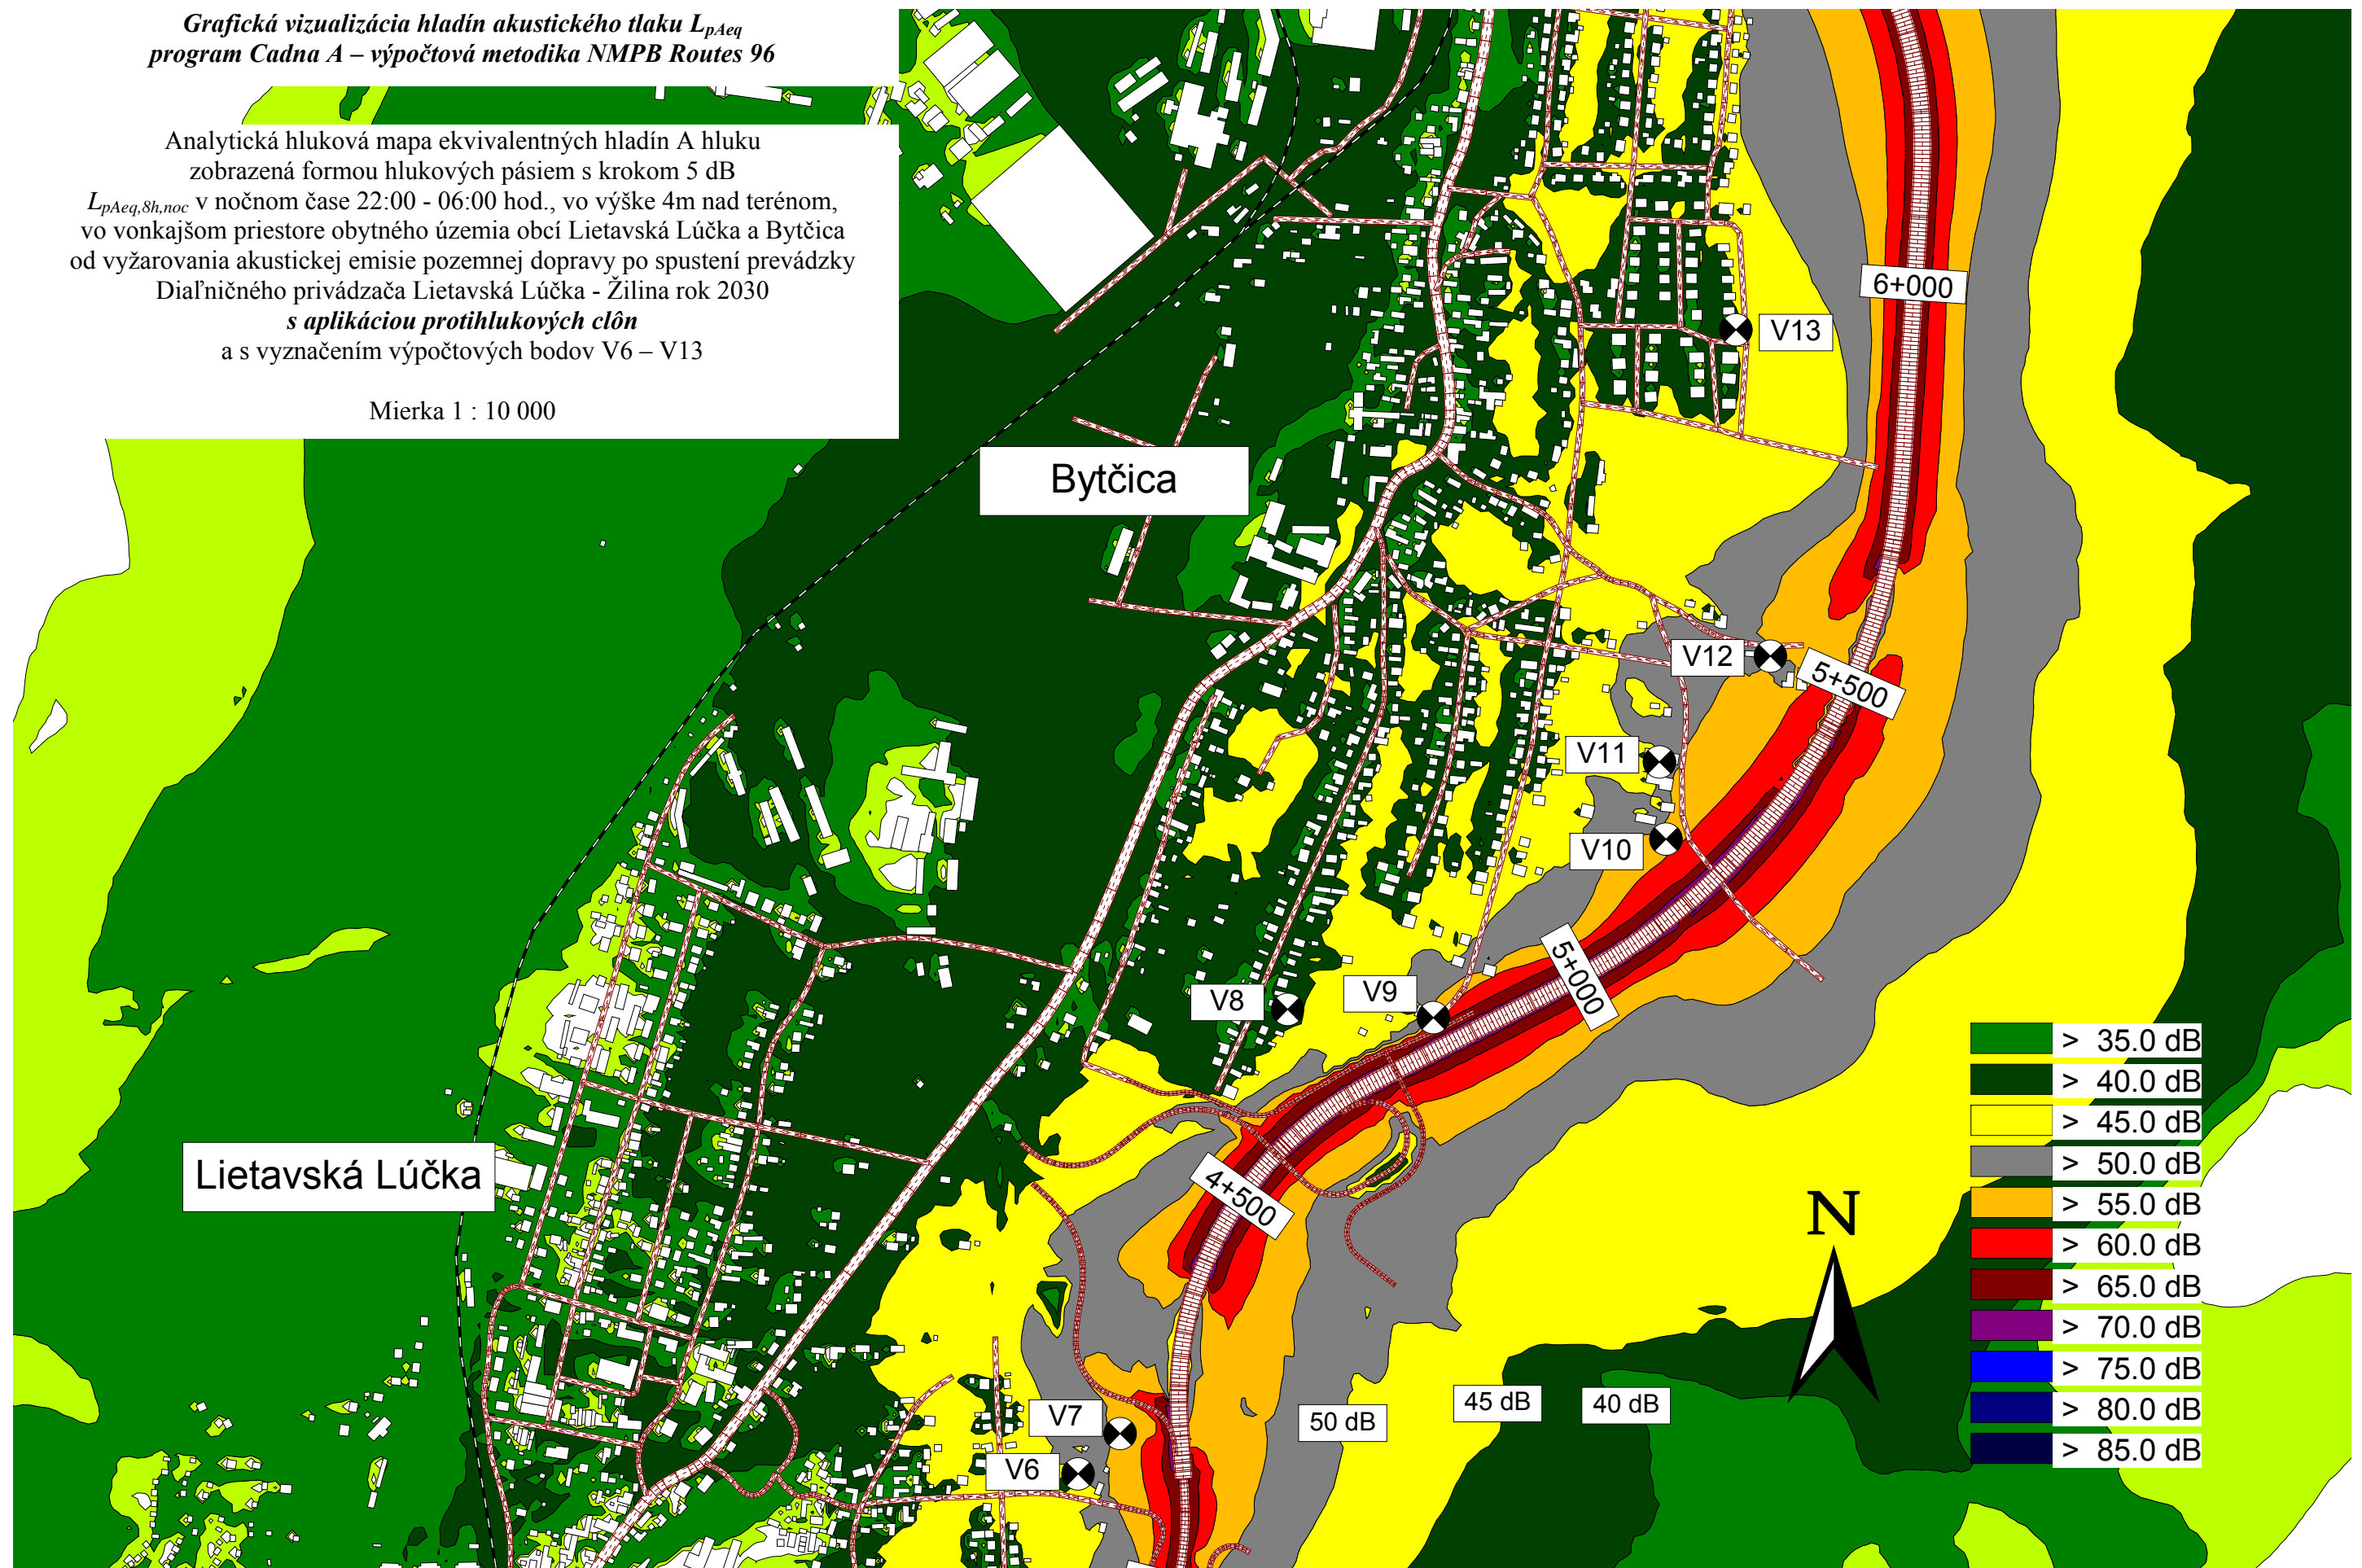 Grafická vizualizácia hladín akustického tlaku LpAeq
program Cadna A – výpočtová metodika NMPB Routes 96
Analytická hluková mapa ekvivalentných hladín A hluku
zobrazená formou hlukových pásiem s krokom 5 dB
LpAeq,8h,noc v nočnom čase 22:00 - 06:00 hod., vo výške 4m nad terénom,
vo vonkajšom priestore obytného územia obcí Lietavská Lúčka a Bytčica
od vyžarovania akustickej emisie pozemnej dopravy po spustení prevádzky
Diaľničného privádzača Lietavská Lúčka - Žilina rok 2030
s aplikáciou protihlukových clôn
a s vyznačením výpočtových bodov V6 – V13
Mierka 1 : 10 000
6+000
V13
Bytčica
V12
5+500
V11
V10
5+000
V9
V8
Lietavská Lúčka
4+500
N
45 dB
40 dB
50 dB
V7
V6
> 35.0 dB
> 40.0 dB
> 45.0 dB
> 50.0 dB
> 55.0 dB
> 60.0 dB
> 65.0 dB
> 70.0 dB
> 75.0 dB
> 80.0 dB
> 85.0 dB